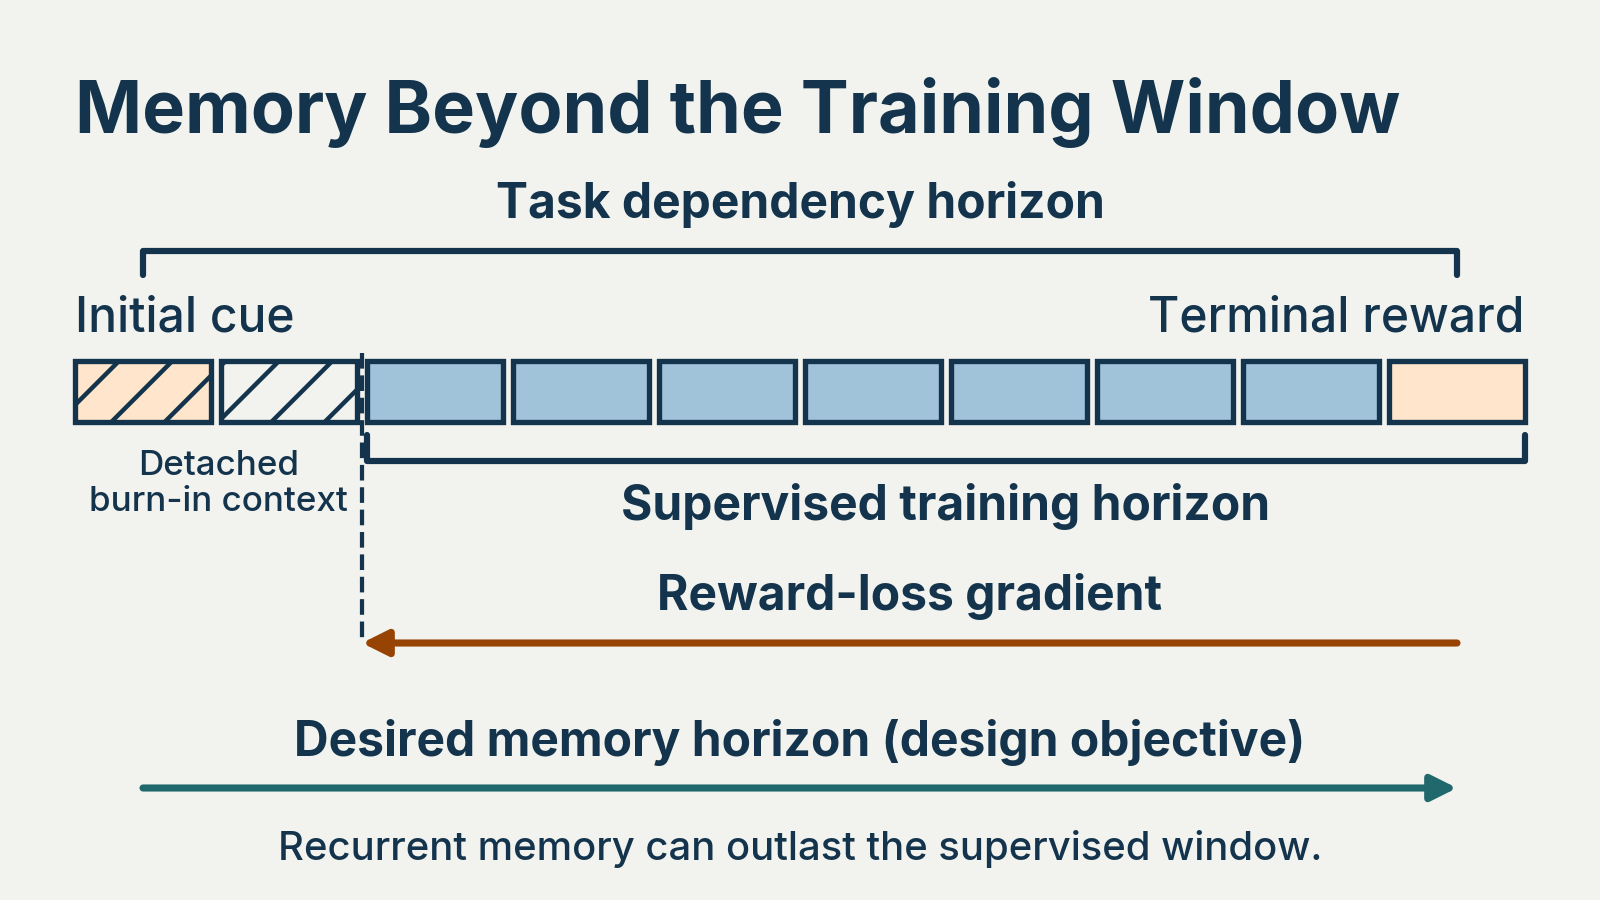 Memory Beyond the Training Window
Task dependency horizon
Initial cue
Terminal reward
Detached
burn-in context
Supervised training horizon
Reward-loss gradient
Desired memory horizon (design objective)
Recurrent memory can outlast the supervised window.